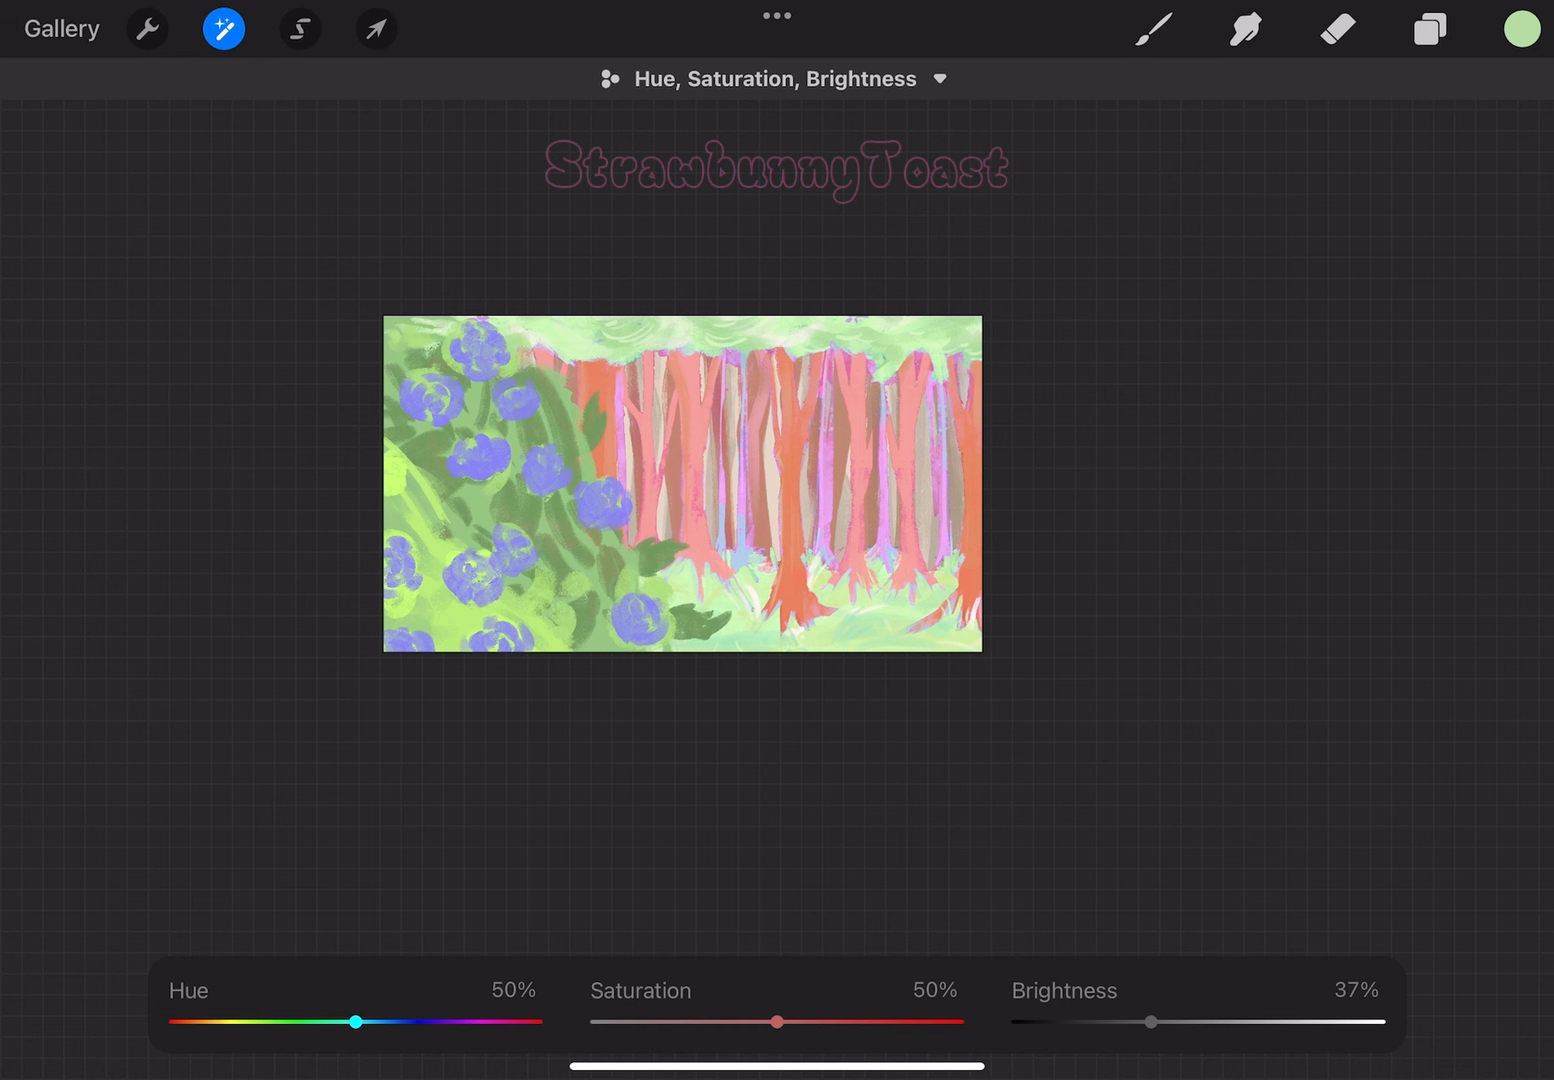 Gallery
Hue, Saturation, Brightness
StrawbunnyToast
Hue 50% Saturation 50% Brightness 37%